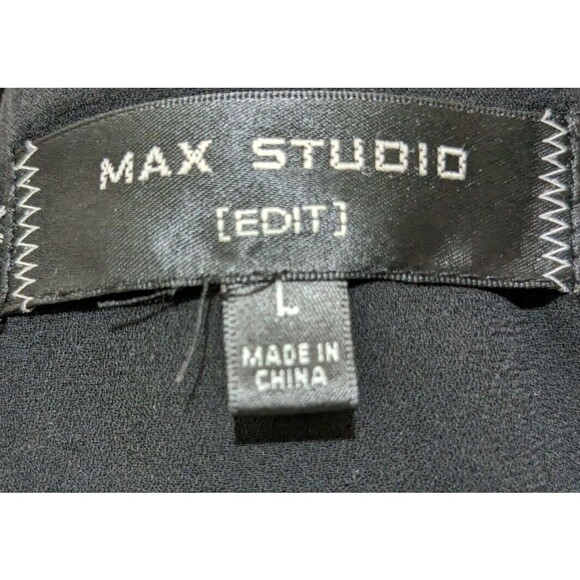 MAX STUDIO
[EDIT]
L
MADE IN
CHINA